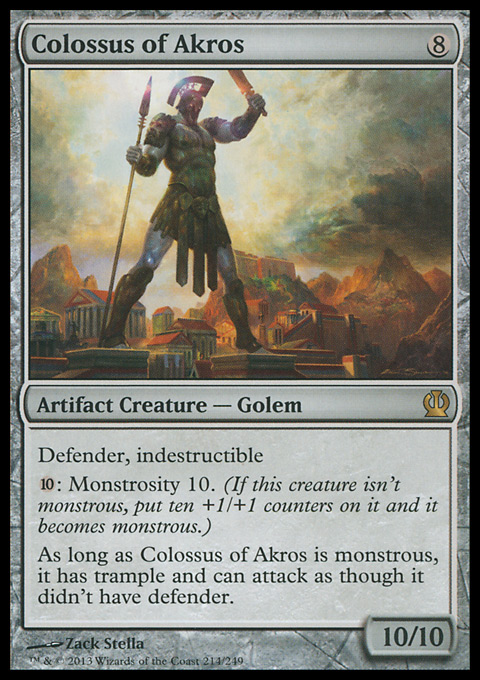 Colossus of Akros 8
Artifact Creature — Golem
Defender, indestructible
10: Monstrosity 10. (If this creature isn't
monstrous, put ten +1/+1 counters on it and it
becomes monstrous.)
As long as Colossus of Akros is monstrous,
it has trample and can attack as though it
didn't have defender.
Zack Stella
10/10
™ & © 2013 Wizards of the Coast 214/249